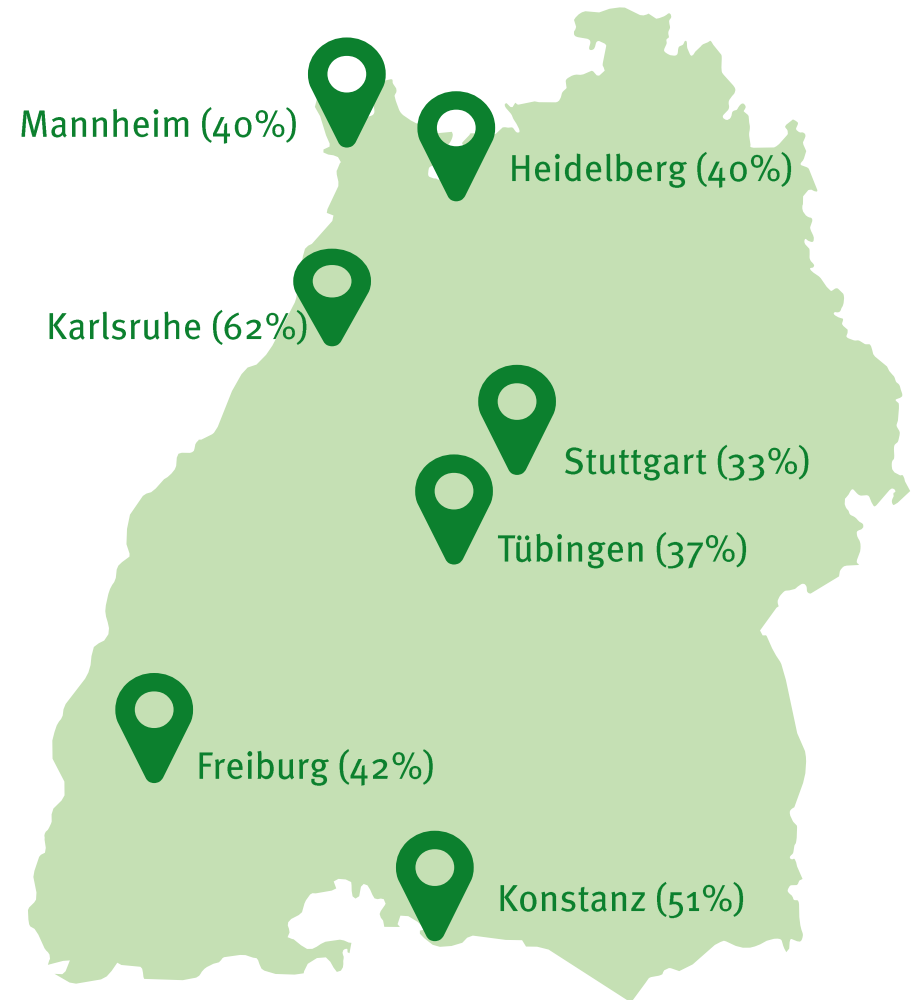 Mannheim (40%)
Heidelberg (40%)
Karlsruhe (62%)
Stuttgart (33%)
Tübingen (37%)
Freiburg (42%)
Konstanz (51%)